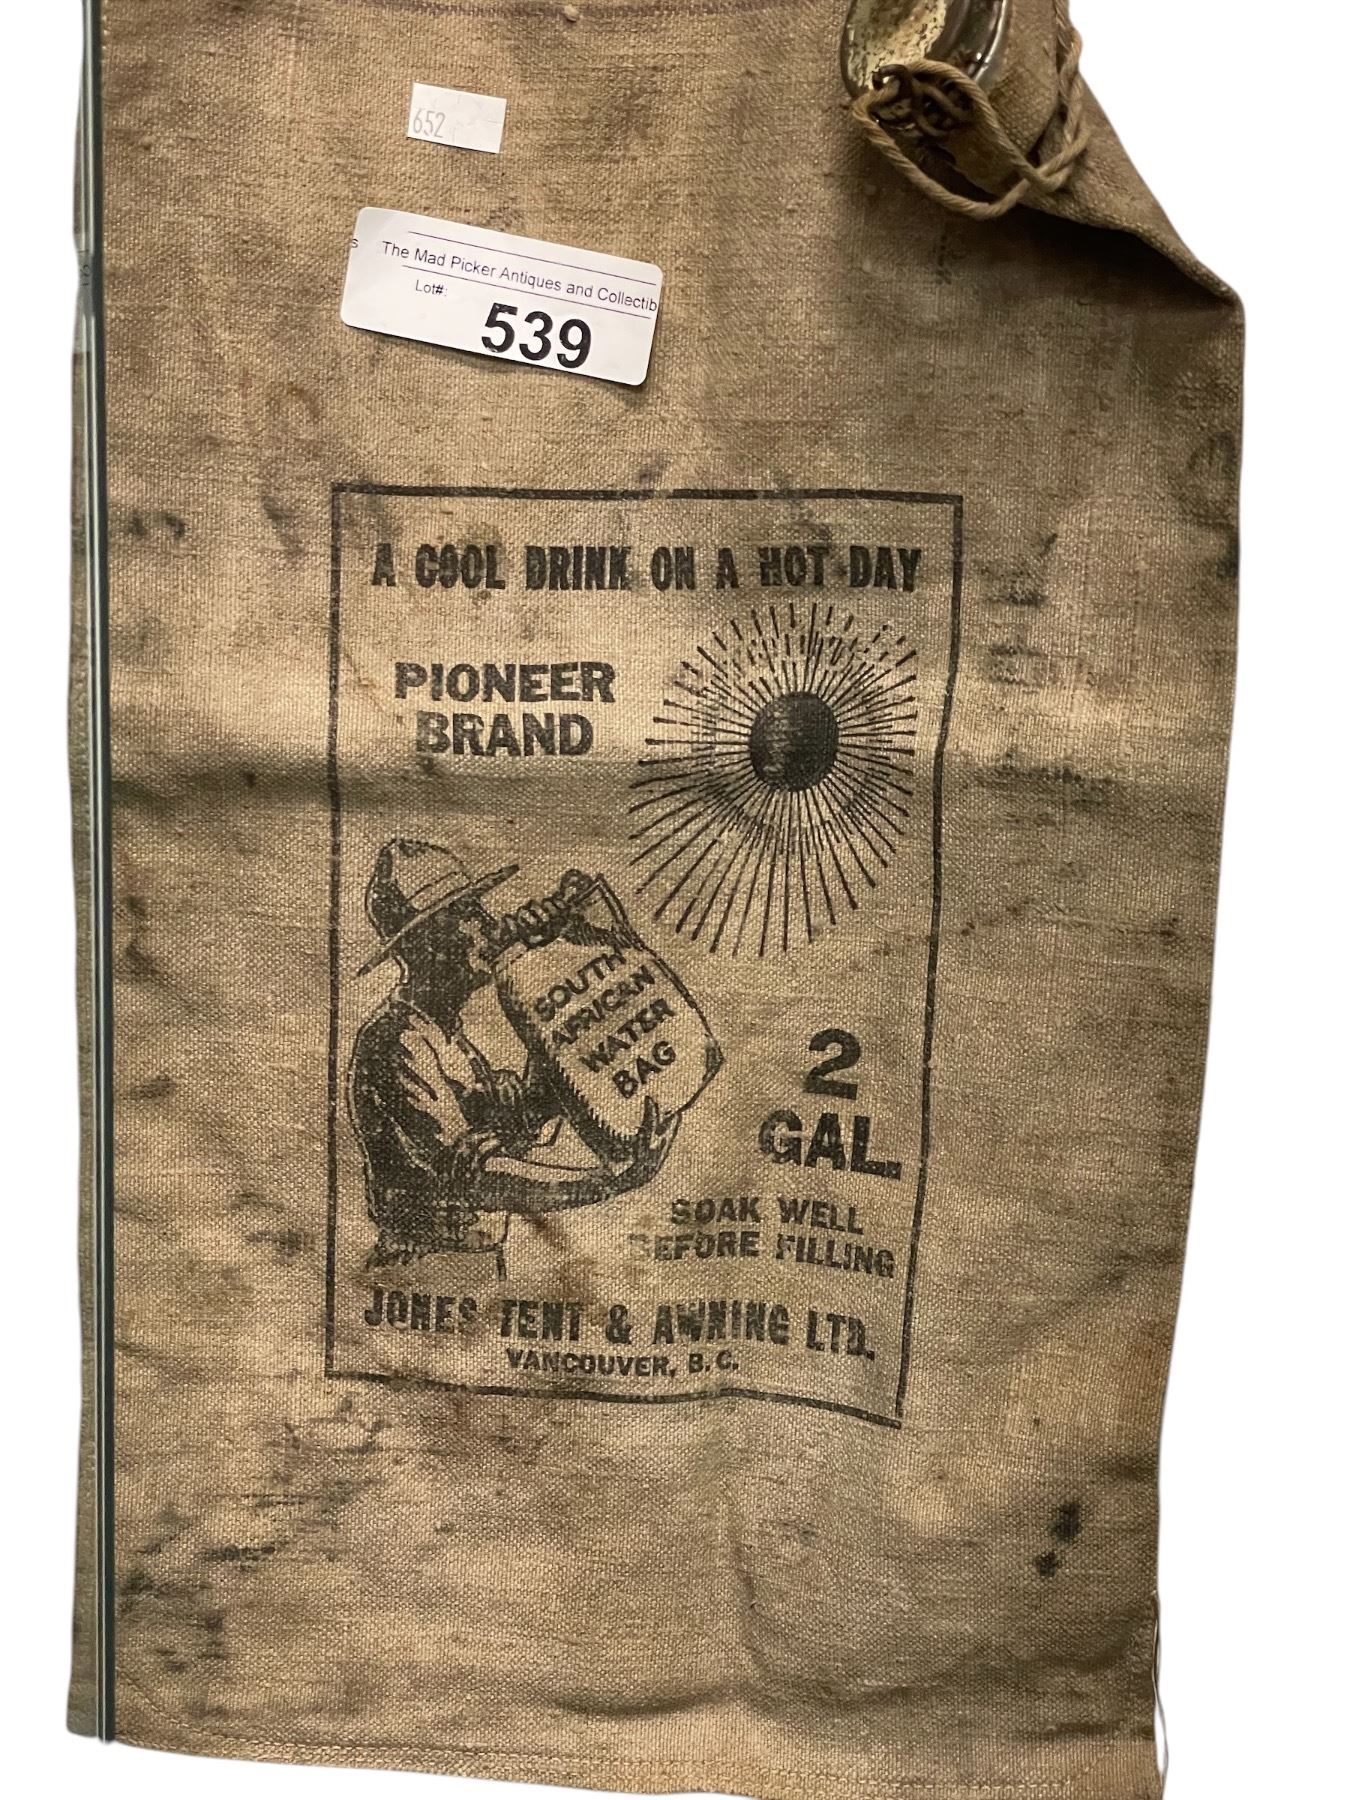 652
The Mad Picker Antiques and Collectib
Lot#:
539
A COOL DRINK ON A HOT DAY
PIONEER
BRAND
SOUTH
AFRICAN
WATER
BAG
2
GAL.
SOAK WELL
BEFORE FILLING
JONES TENT & AWNING LTD.
VANCOUVER, B.C.